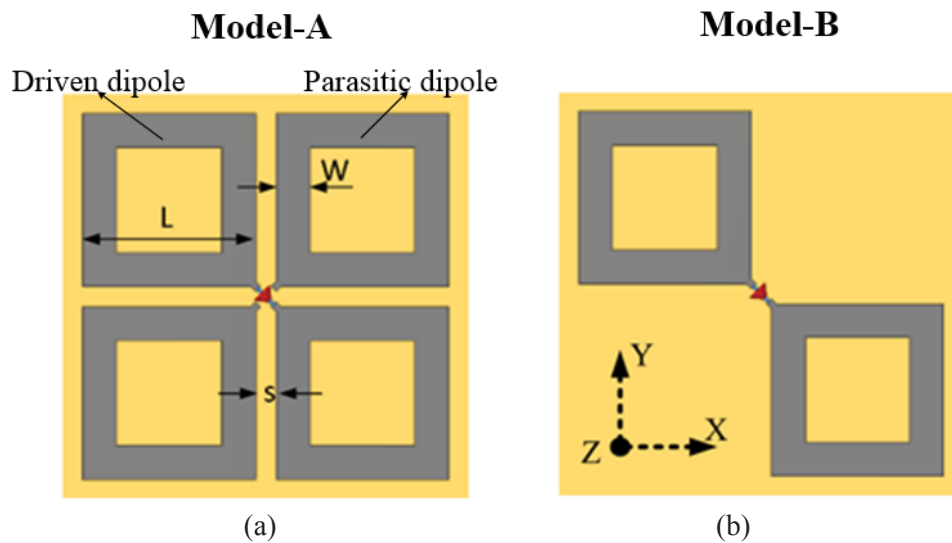 Model-A
Driven dipole
Parasitic dipole
W
L
s
(a)
Model-B
Y
X
Z
(b)